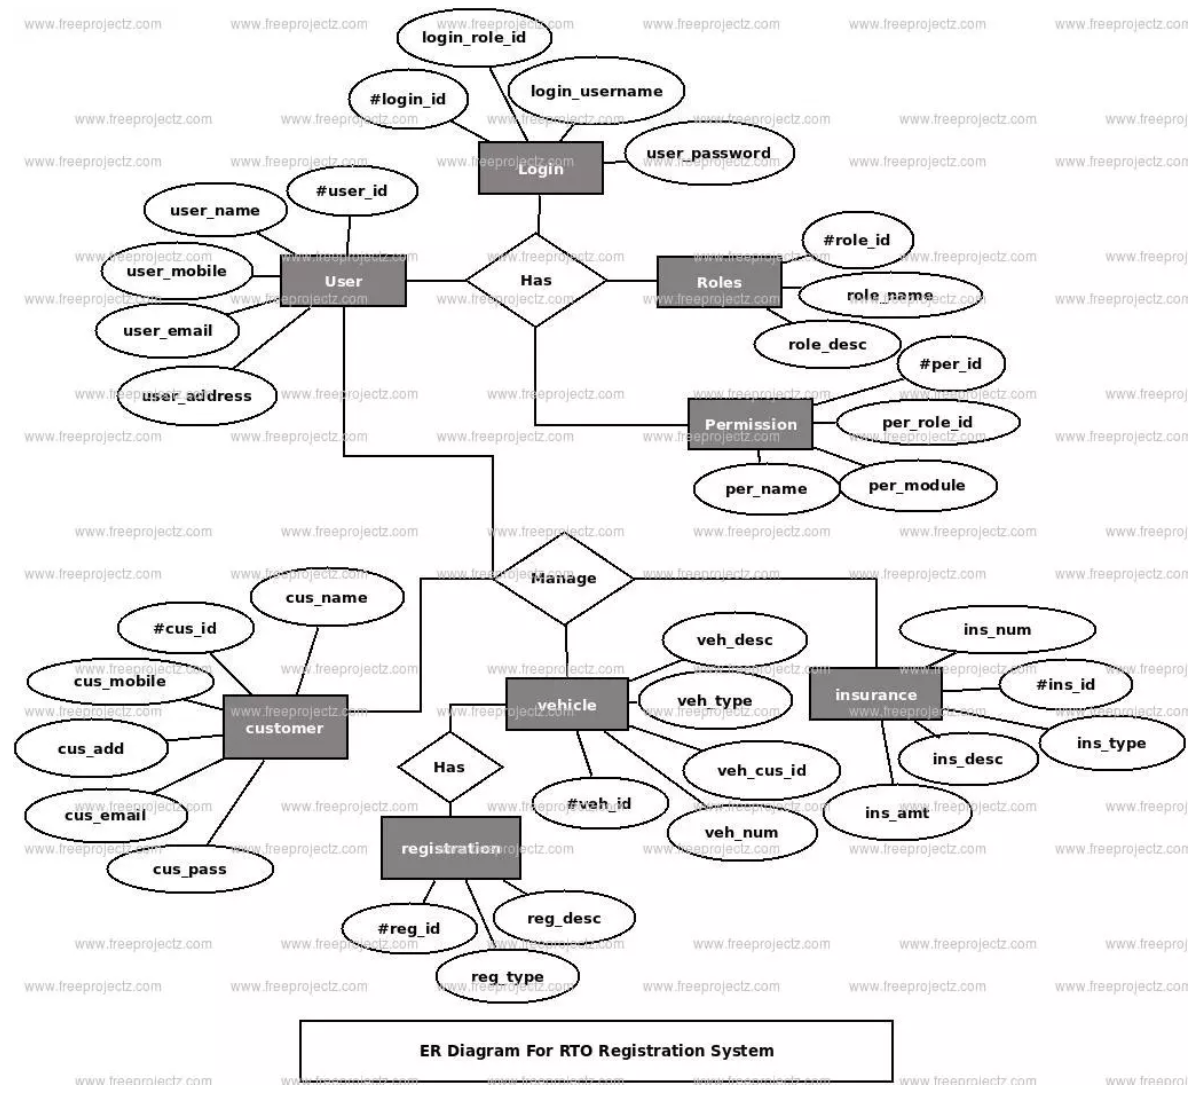 login_role_id
#login_id
login_username
user_password
Login
#user_id
user_name
user_mobile
user_email
user_address
User
Has
Roles
#role_id
role_name
role_desc
#per_id
per_role_id
Permission
per_name
per_module
Manage
cus_name
#cus_id
cus_mobile
cus_add
cus_email
cus_pass
customer
veh_desc
veh_type
vehicle
veh_cus_id
#veh_id
veh_num
ins_num
#ins_id
insurance
ins_type
ins_desc
ins_amt
Has
registration
#reg_id
reg_desc
reg_type
ER Diagram For RTO Registration System
www.freeprojectz.com